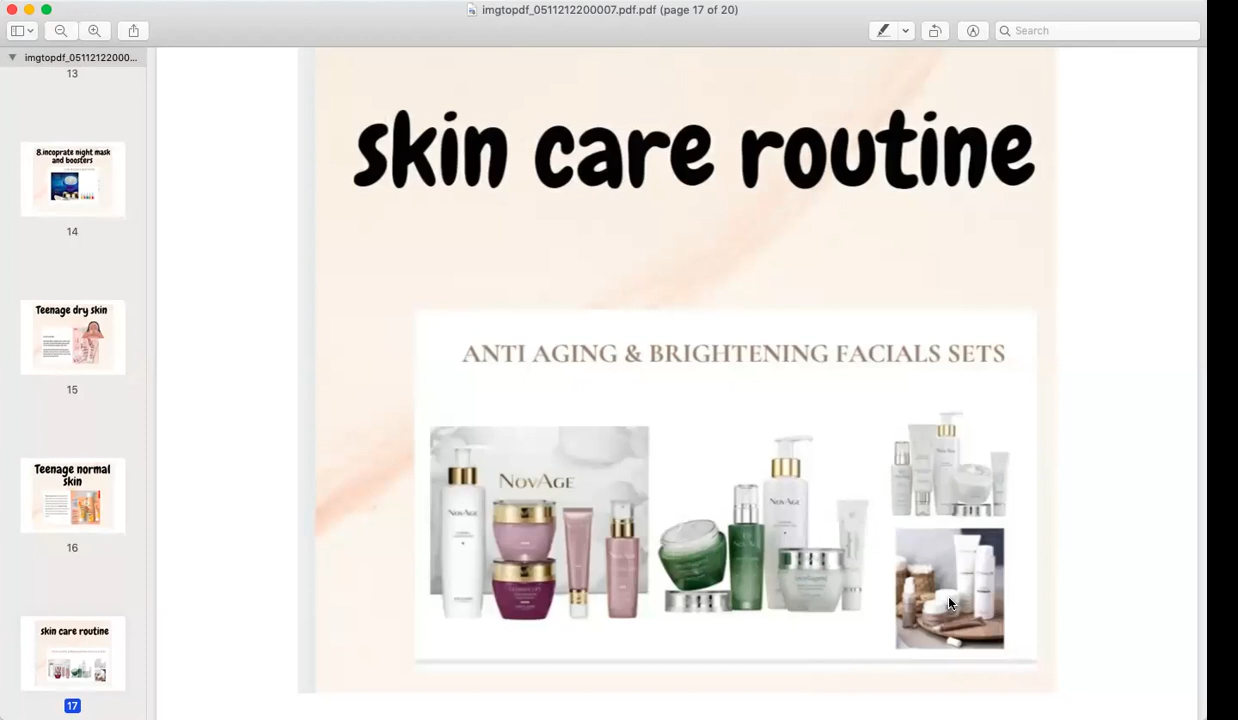 imgtopdf_0511212200007.pdf.pdf (page 17 of 20)
Search
imgtopdf_05112122000...
13
8.incoprate night mask
and boosters
14
Teenage dry skin
15
Teenage normal
skin
16
skin care routine
17
skin care routine
ANTI AGING & BRIGHTENING FACIALS SETS
NOVAGE
NOVAGE
NOVAGE